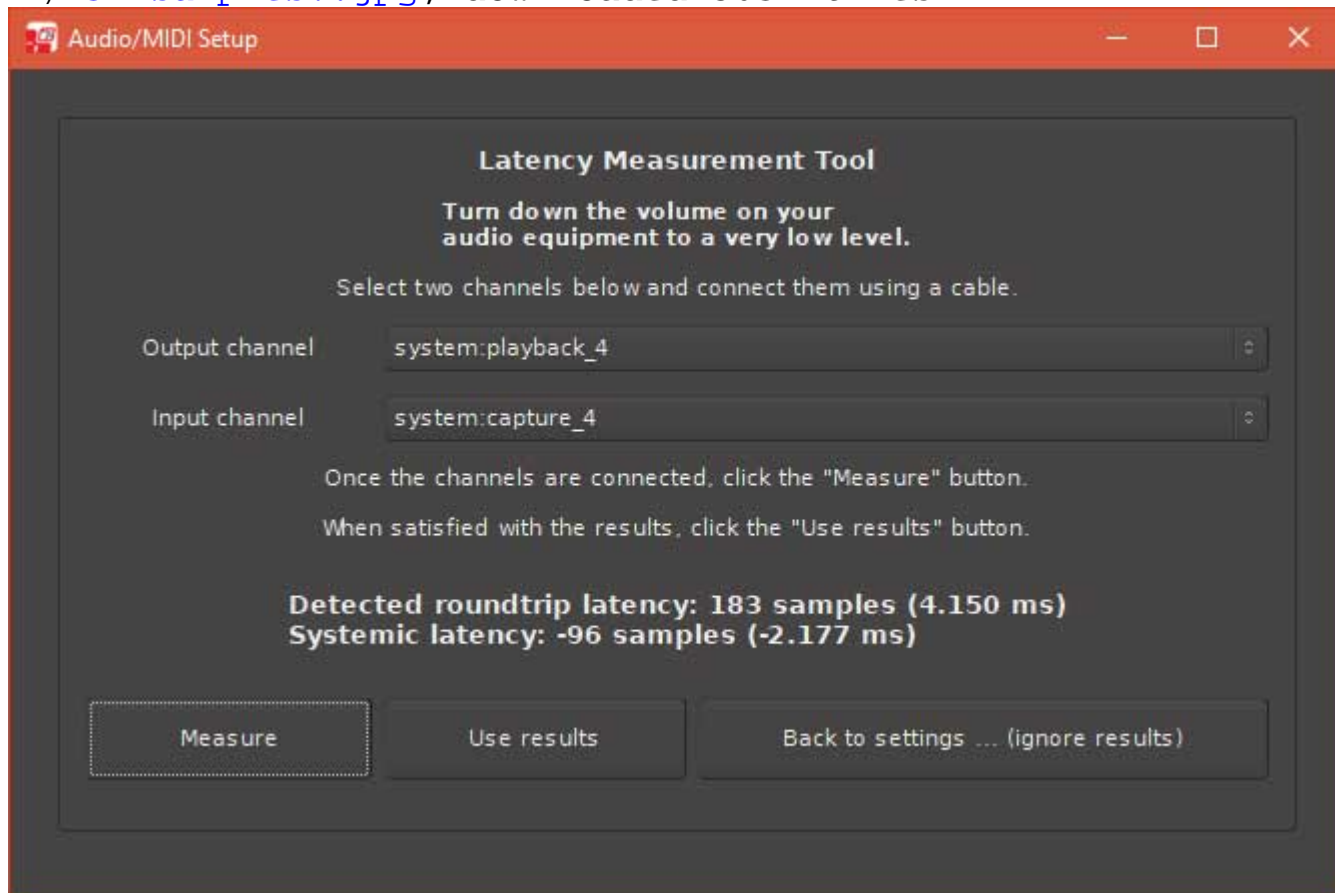 Audio/MIDI Setup
Latency Measurement Tool
Turn down the volume on your
audio equipment to a very low level.
Select two channels below and connect them using a cable.
Output channel system:playback_4
Input channel system:capture_4
Once the channels are connected, click the "Measure" button.
When satisfied with the results, click the "Use results" button.
Detected roundtrip latency: 183 samples (4.150 ms)
Systemic latency: -96 samples (-2.177 ms)
Measure Use results Back to settings ... (ignore results)